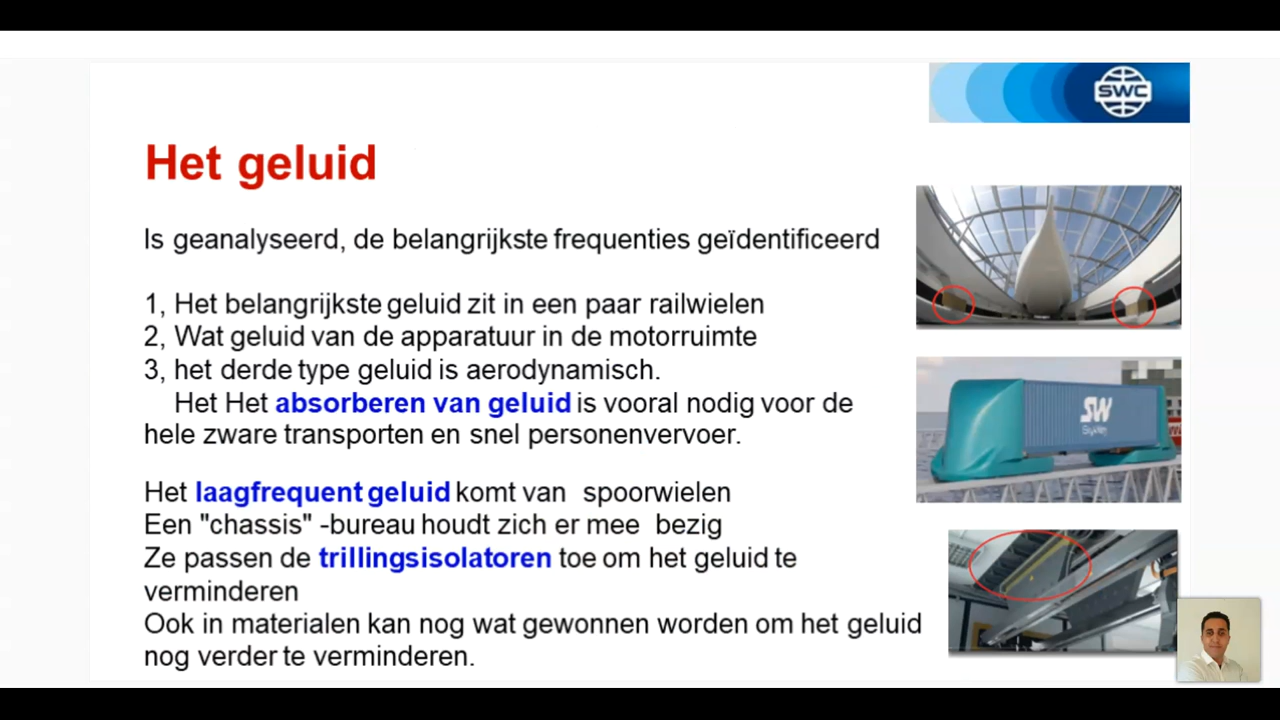 SWC
Het geluid
Is geanalyseerd, de belangrijkste frequenties geïdentificeerd
1, Het belangrijkste geluid zit in een paar railwielen
2, Wat geluid van de apparatuur in de motorruimte
3, het derde type geluid is aerodynamisch.
Het Het absorberen van geluid is vooral nodig voor de
hele zware transporten en snel personenvervoer.
Het laagfrequent geluid komt van spoorwielen
Een "chassis" -bureau houdt zich er mee bezig
Ze passen de trillingsisolatoren toe om het geluid te
verminderen
Ook in materialen kan nog wat gewonnen worden om het geluid
nog verder te verminderen.
SW
SkyWay